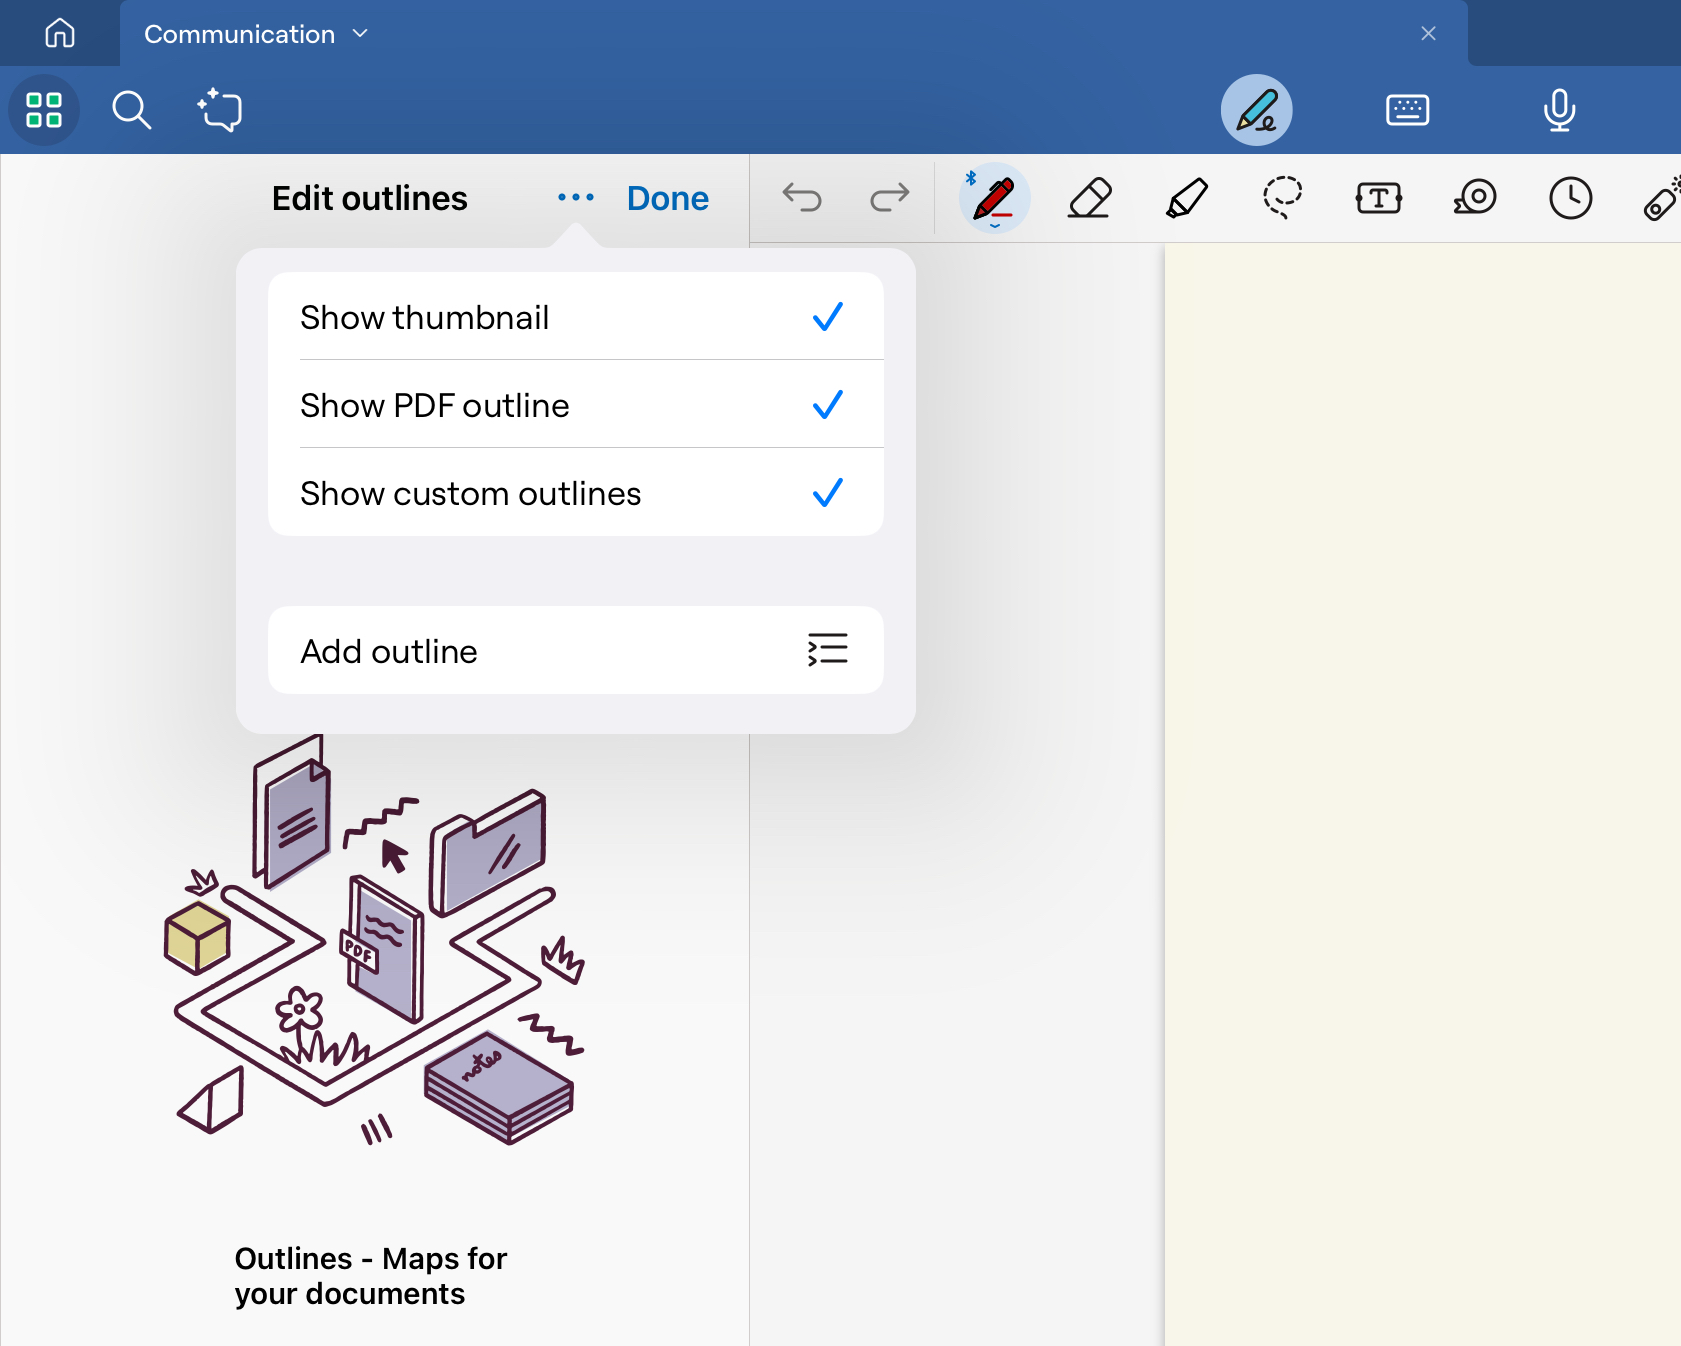 Communication
Edit outlines
Done
Show thumbnail
Show PDF outline
Show custom outlines
Add outline
T
PDF
notes
Outlines - Maps for
your documents